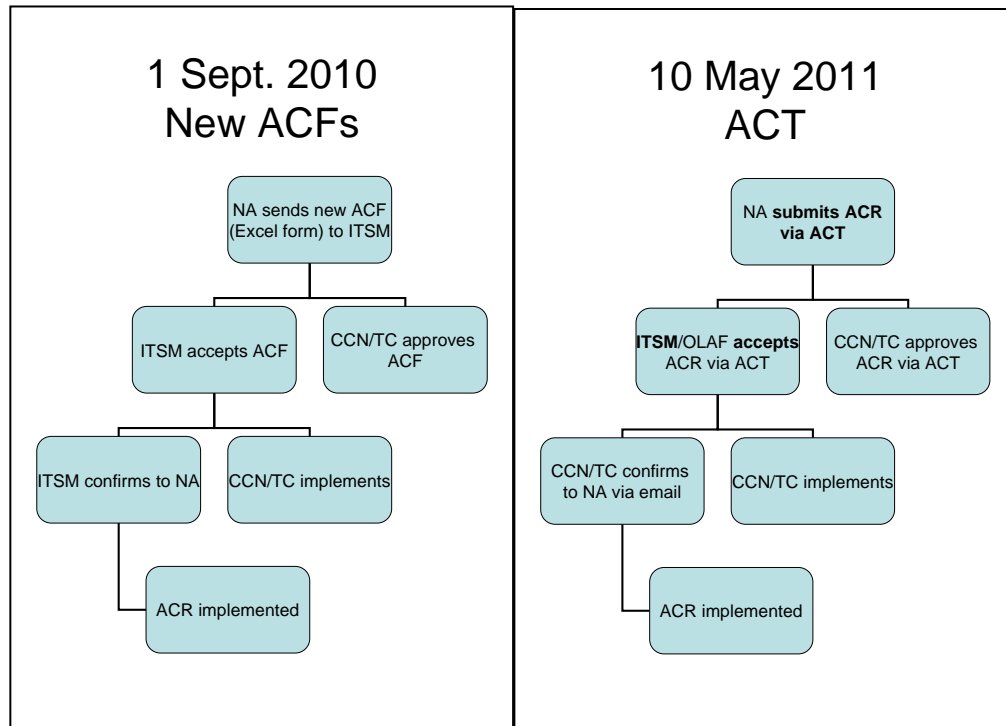 1 Sept. 2010
New ACFs
NA sends new ACF
(Excel form) to ITSM
ITSM accepts ACF
CCN/TC approves
ACF
ITSM confirms to NA
CCN/TC implements
ACR implemented
10 May 2011
ACT
NA submits ACR
via ACT
ITSM/OLAF accepts
ACR via ACT
CCN/TC approves
ACR via ACT
CCN/TC confirms
to NA via email
CCN/TC implements
ACR implemented